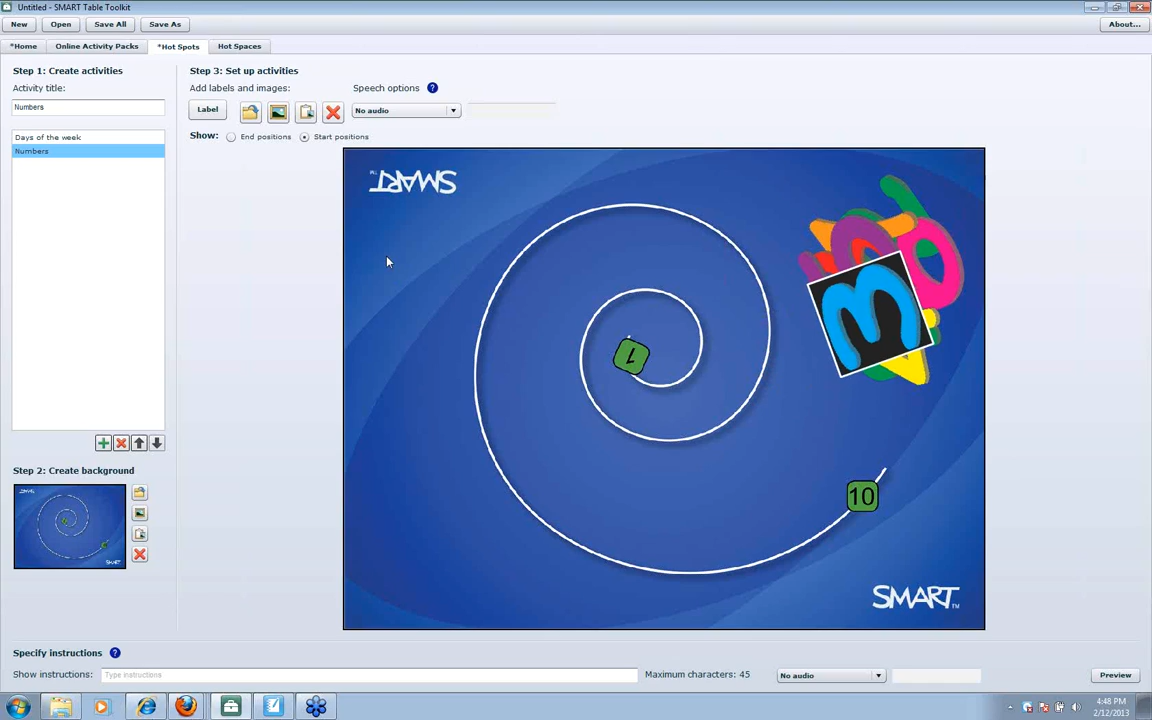 Untitled - SMART Table Toolkit
New Open Save All Save As About...
*Home Online Activity Packs *Hot Spots Hot Spaces
Step 1: Create activities
Activity title:
Numbers
Days of the week
Numbers
Step 2: Create background
SMART
Step 3: Set up activities
Add labels and images:
Speech options ?
Label
No audio
Show: End positions Start positions
SMART™
1
3
10
SMART™
Specify instructions ?
Show instructions: Type instructions Maximum characters: 45 No audio Preview
4:48 PM
2/12/2013